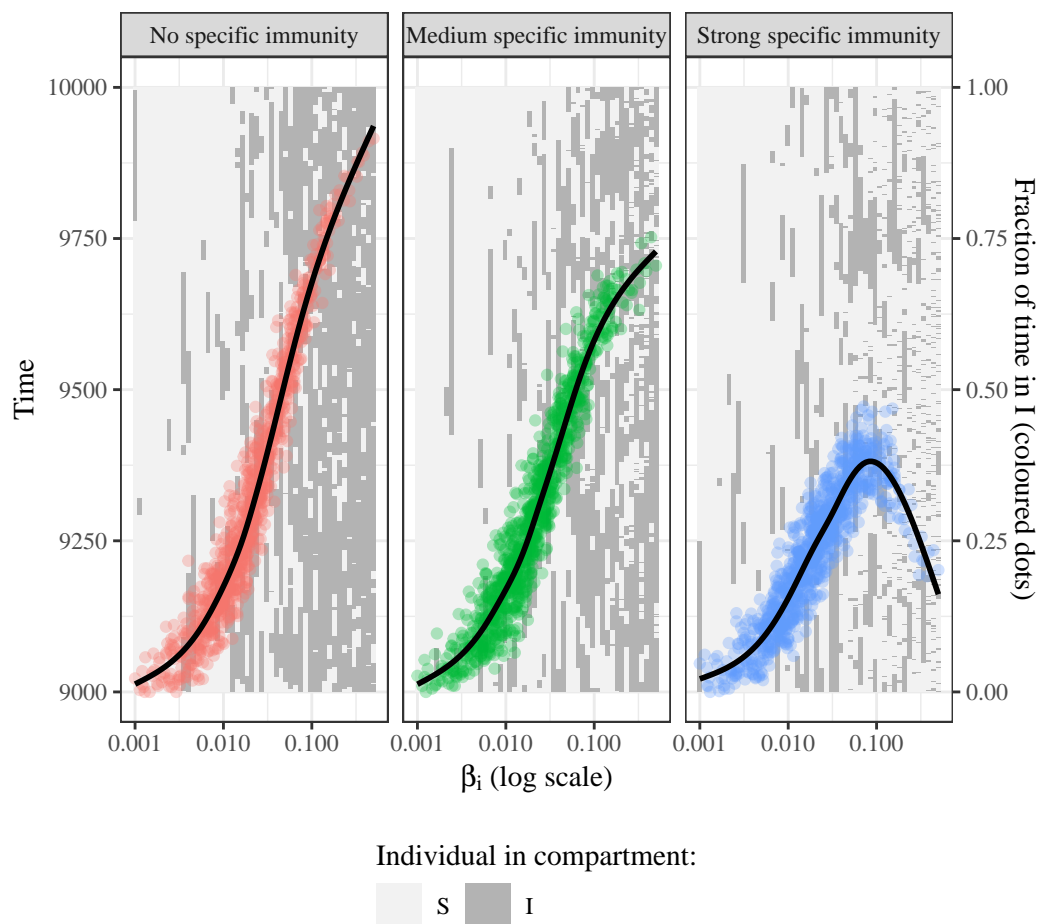 No specific immunity
Medium specific immunity
Strong specific immunity
Time
10000
9750
9500
9250
9000
1.00
0.75
0.50
0.25
0.00
Fraction of time in I (coloured dots)
0.001 0.010 0.100
0.001 0.010 0.100
0.001 0.010 0.100
βi (log scale)
Individual in compartment:
S I